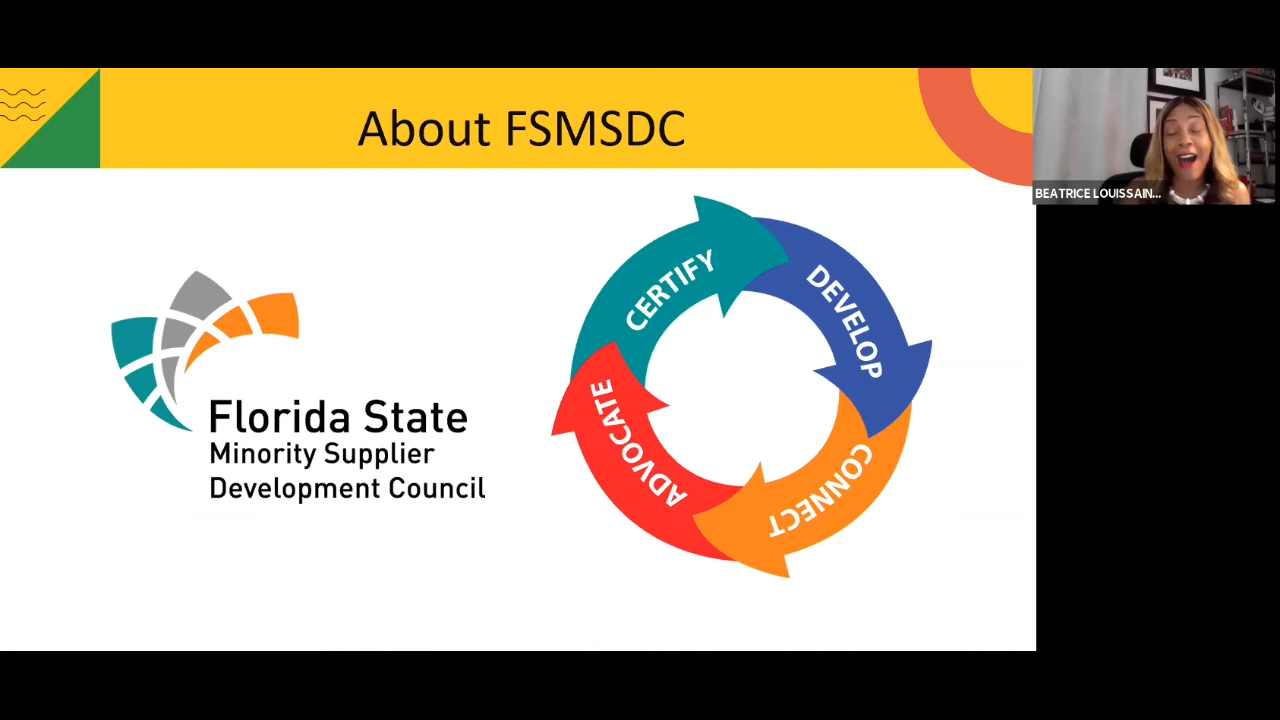 About FSMSDC
BEATRICE LOUISSAIN...
CERTIFY
DEVELOP
CONNECT
ADVOCATE
Florida State
Minority Supplier
Development Council